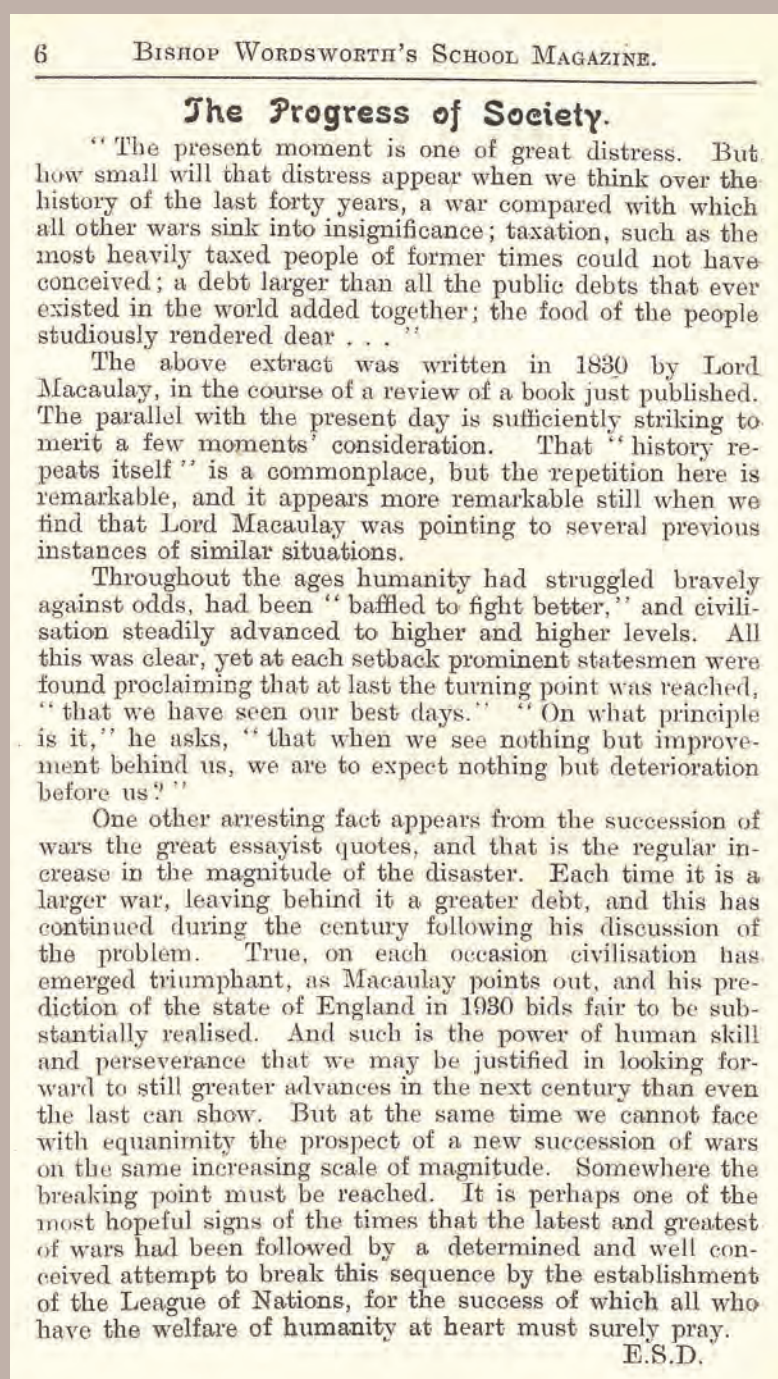 6 BISHOP WORDSWORTH'S SCHOOL MAGAZINE.
The Progress of Society.
"The present moment is one of great distress. But
how small will that distress appear when we think over the
history of the last forty years, a war compared with which
all other wars sink into insignificance; taxation, such as the
most heavily taxed people of former times could not have
conceived; a debt larger than all the public debts that ever
existed in the world added together; the food of the people
studiously rendered dear . . . "
The above extract was written in 1830 by Lord
Macaulay, in the course of a review of a book just published.
The parallel with the present day is sufficiently striking to
merit a few moments' consideration. That "history re-
peats itself" is a commonplace, but the repetition here is
remarkable, and it appears more remarkable still when we
find that Lord Macaulay was pointing to several previous
instances of similar situations.
Throughout the ages humanity had struggled bravely
against odds, had been "baffled to fight better," and civili-
sation steadily advanced to higher and higher levels. All
this was clear, yet at each setback prominent statesmen were
found proclaiming that at last the turning point was reached,
"that we have seen our best days." "On what principle
is it," he asks, "that when we see nothing but improve-
ment behind us, we are to expect nothing but deterioration
before us?"
One other arresting fact appears from the succession of
wars the great essayist quotes, and that is the regular in-
crease in the magnitude of the disaster. Each time it is a
larger war, leaving behind it a greater debt, and this has
continued during the century following his discussion of
the problem. True, on each occasion civilisation has
emerged triumphant, as Macaulay points out, and his pre-
diction of the state of England in 1930 bids fair to be sub-
stantially realised. And such is the power of human skill
and perseverance that we may be justified in looking for-
ward to still greater advances in the next century than even
the last can show. But at the same time we cannot face
with equanimity the prospect of a new succession of wars
on the same increasing scale of magnitude. Somewhere the
breaking point must be reached. It is perhaps one of the
most hopeful signs of the times that the latest and greatest
of wars had been followed by a determined and well con-
ceived attempt to break this sequence by the establishment
of the League of Nations, for the success of which all who
have the welfare of humanity at heart must surely pray.
E.S.D.